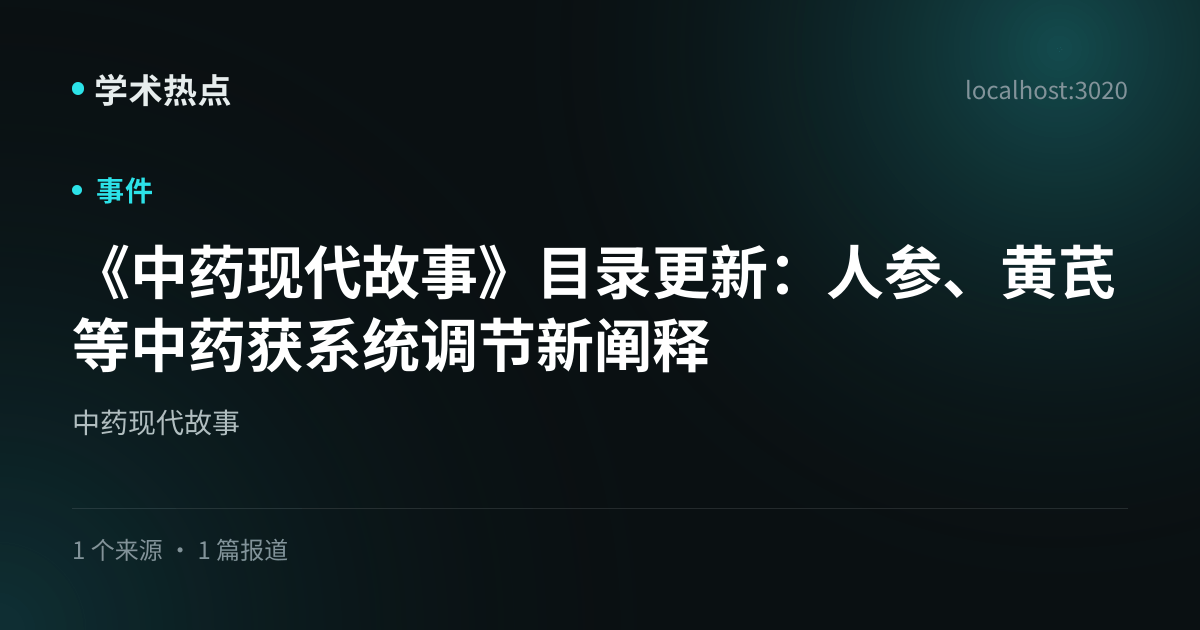 学术热点
localhost:3020
事件
《中药现代故事》目录更新：人参、黄芪
等中药获系统调节新阐释
中药现代故事
1 个来源 · 1 篇报道